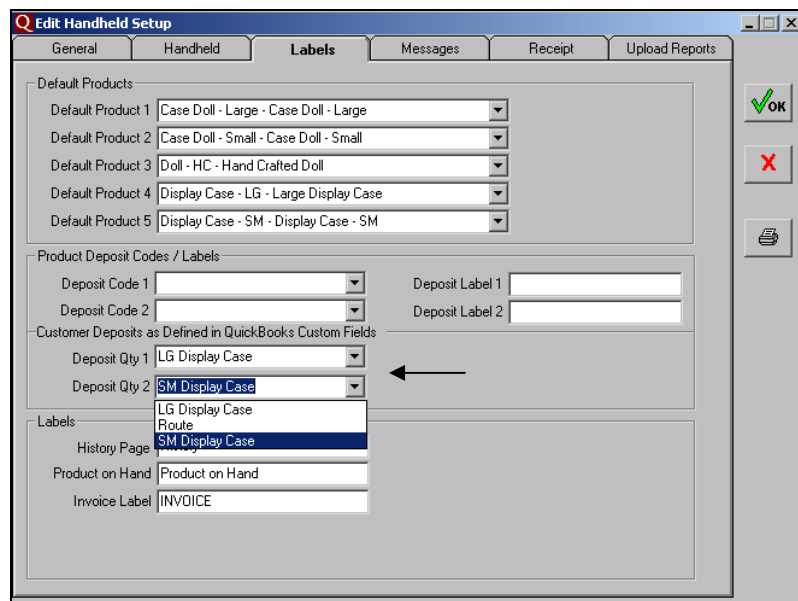 Edit Handheld Setup
General Handheld Labels Messages Receipt Upload Reports
Default Products
Default Product 1 Case Doll - Large - Case Doll - Large
Default Product 2 Case Doll - Small - Case Doll - Small
Default Product 3 Doll - HC - Hand Crafted Doll
Default Product 4 Display Case - LG - Large Display Case
Default Product 5 Display Case - SM - Display Case - SM
OK
Product Deposit Codes / Labels
Deposit Code 1 Deposit Label 1
Deposit Code 2 Deposit Label 2
Customer Deposits as Defined in QuickBooks Custom Fields
Deposit Qty 1 LG Display Case
Deposit Qty 2 SM Display Case
LG Display Case
Route
SM Display Case
Labels
History Page
Product on Hand Product on Hand
Invoice Label INVOICE